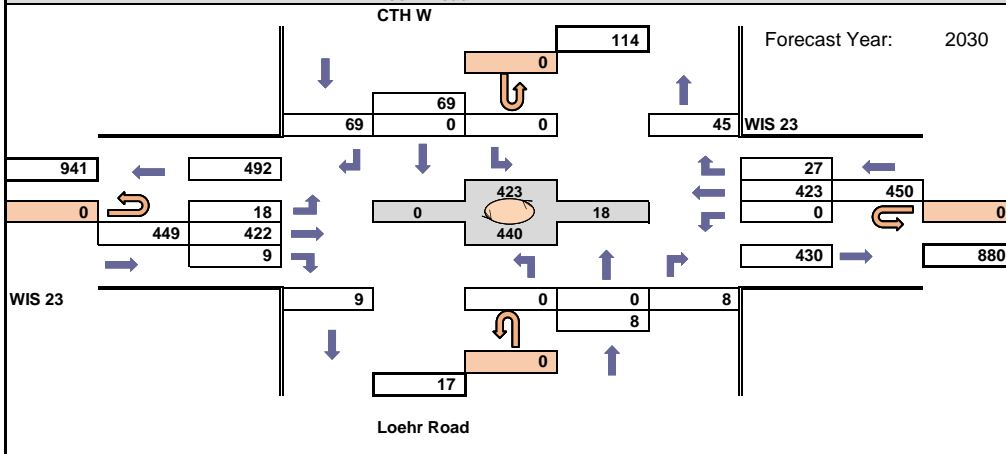 CTH W
114
Forecast Year: 2030
0
69
69 0 0 45 WIS 23
941 492 27
423 423 450
0 18 0 18 0 0
449 422 440
9 430 880
WIS 23 9 0 0 8
8
0
17
Loehr Road